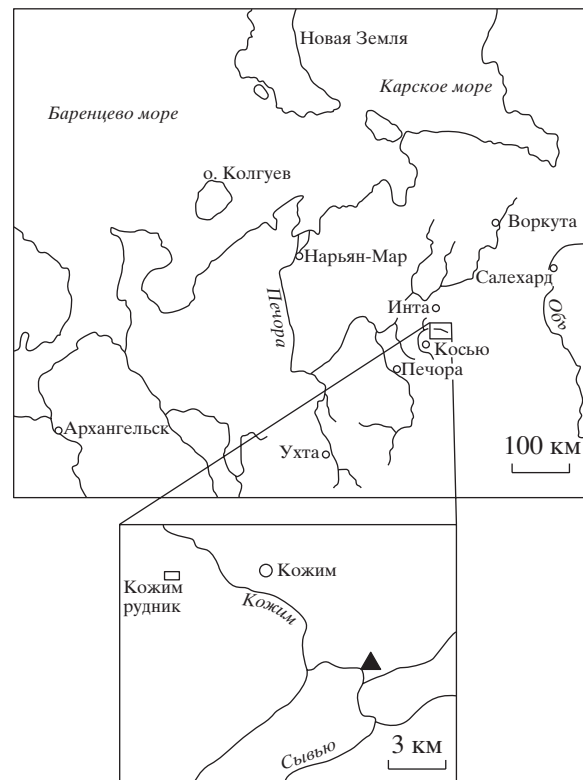 Новая Земля
Карское море
Баренцево море
о. Колгуев
Воркута
Нарьян-Мар
Салехард
Печора
Инта
Обь
Косью
Печора
Архангельск
Ухта
100 км
Кожим
Кожим
рудник
Кожим
Сывью
3 км